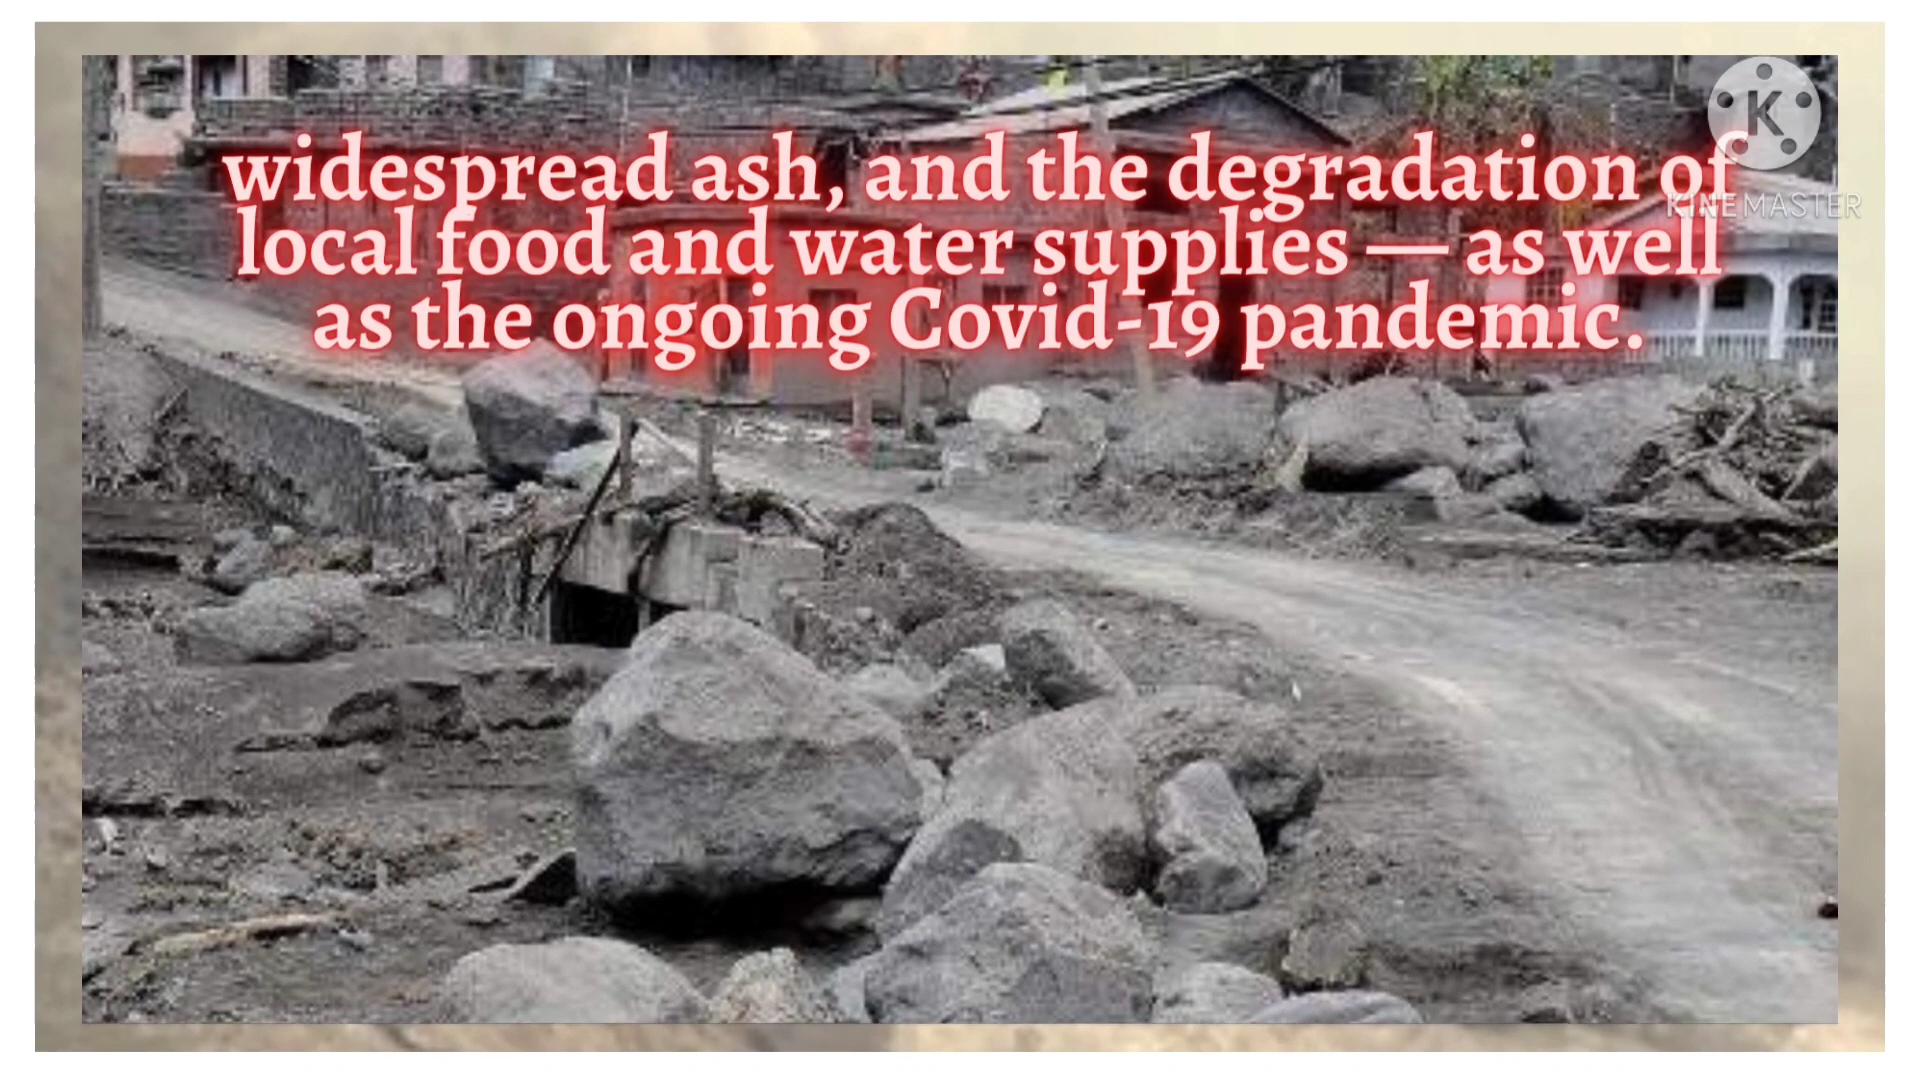 widespread ash, and the degradation of
local food and water supplies — as well
as the ongoing Covid-19 pandemic.
K
KINEMASTER